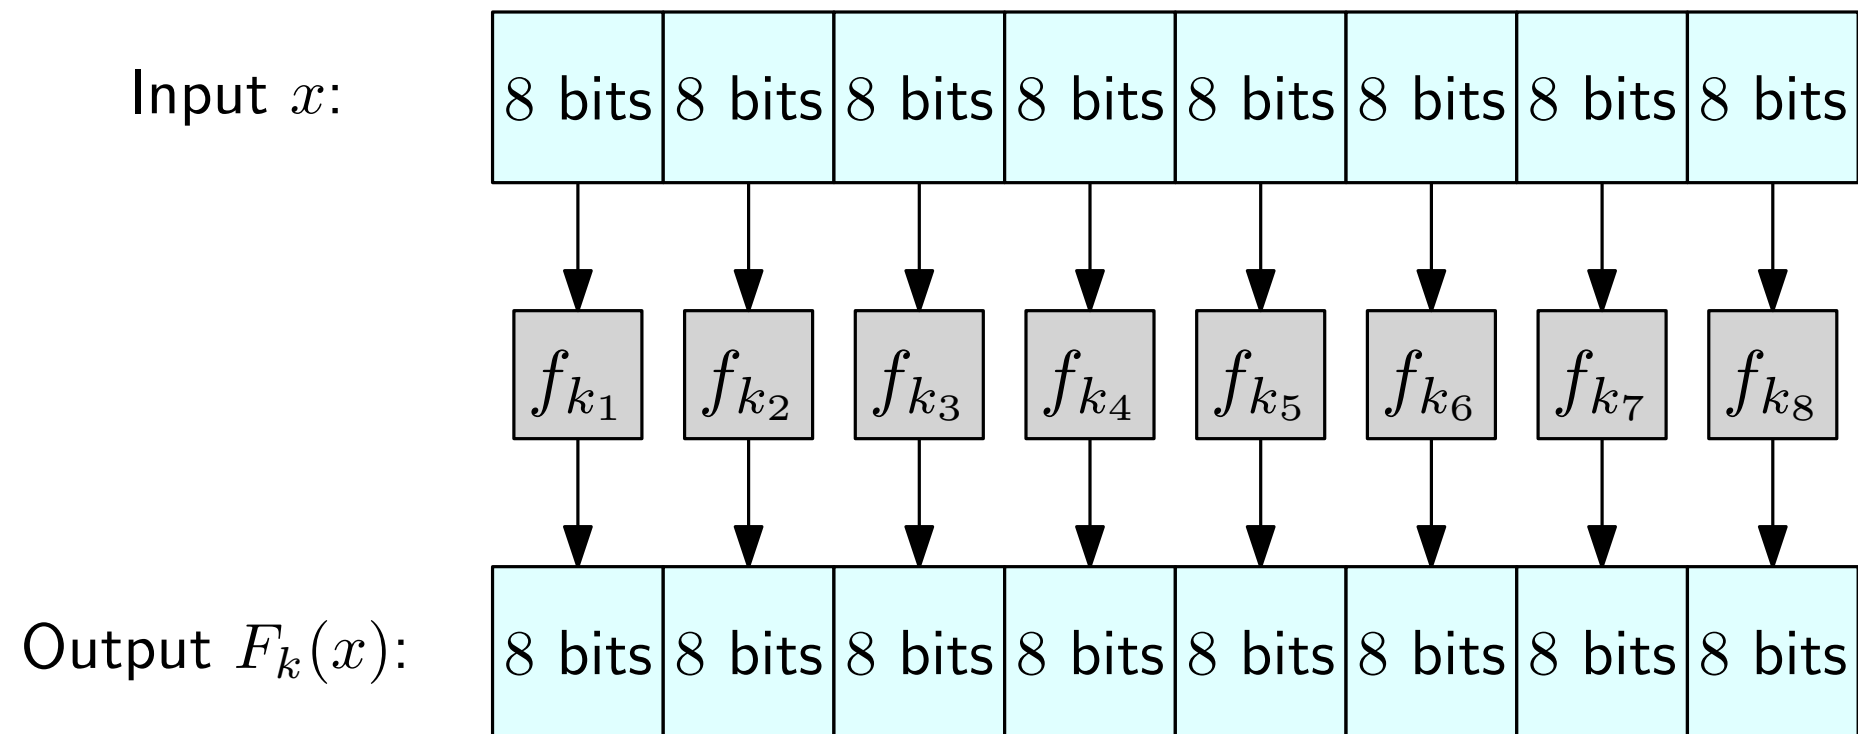 Input x: 8 bits 8 bits 8 bits 8 bits 8 bits 8 bits 8 bits 8 bits
f_{k_1} f_{k_2} f_{k_3} f_{k_4} f_{k_5} f_{k_6} f_{k_7} f_{k_8}
Output F_k(x): 8 bits 8 bits 8 bits 8 bits 8 bits 8 bits 8 bits 8 bits